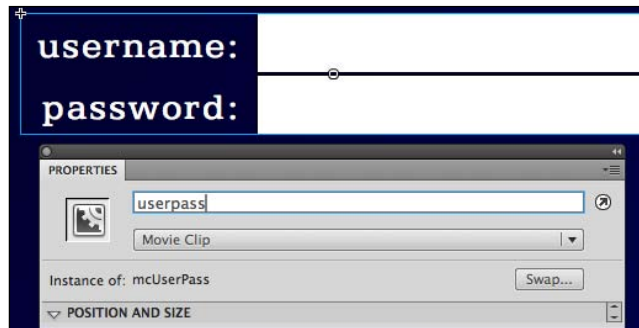 username:
password:
PROPERTIES
userpass
Movie Clip
Instance of: mcUserPass Swap...
POSITION AND SIZE